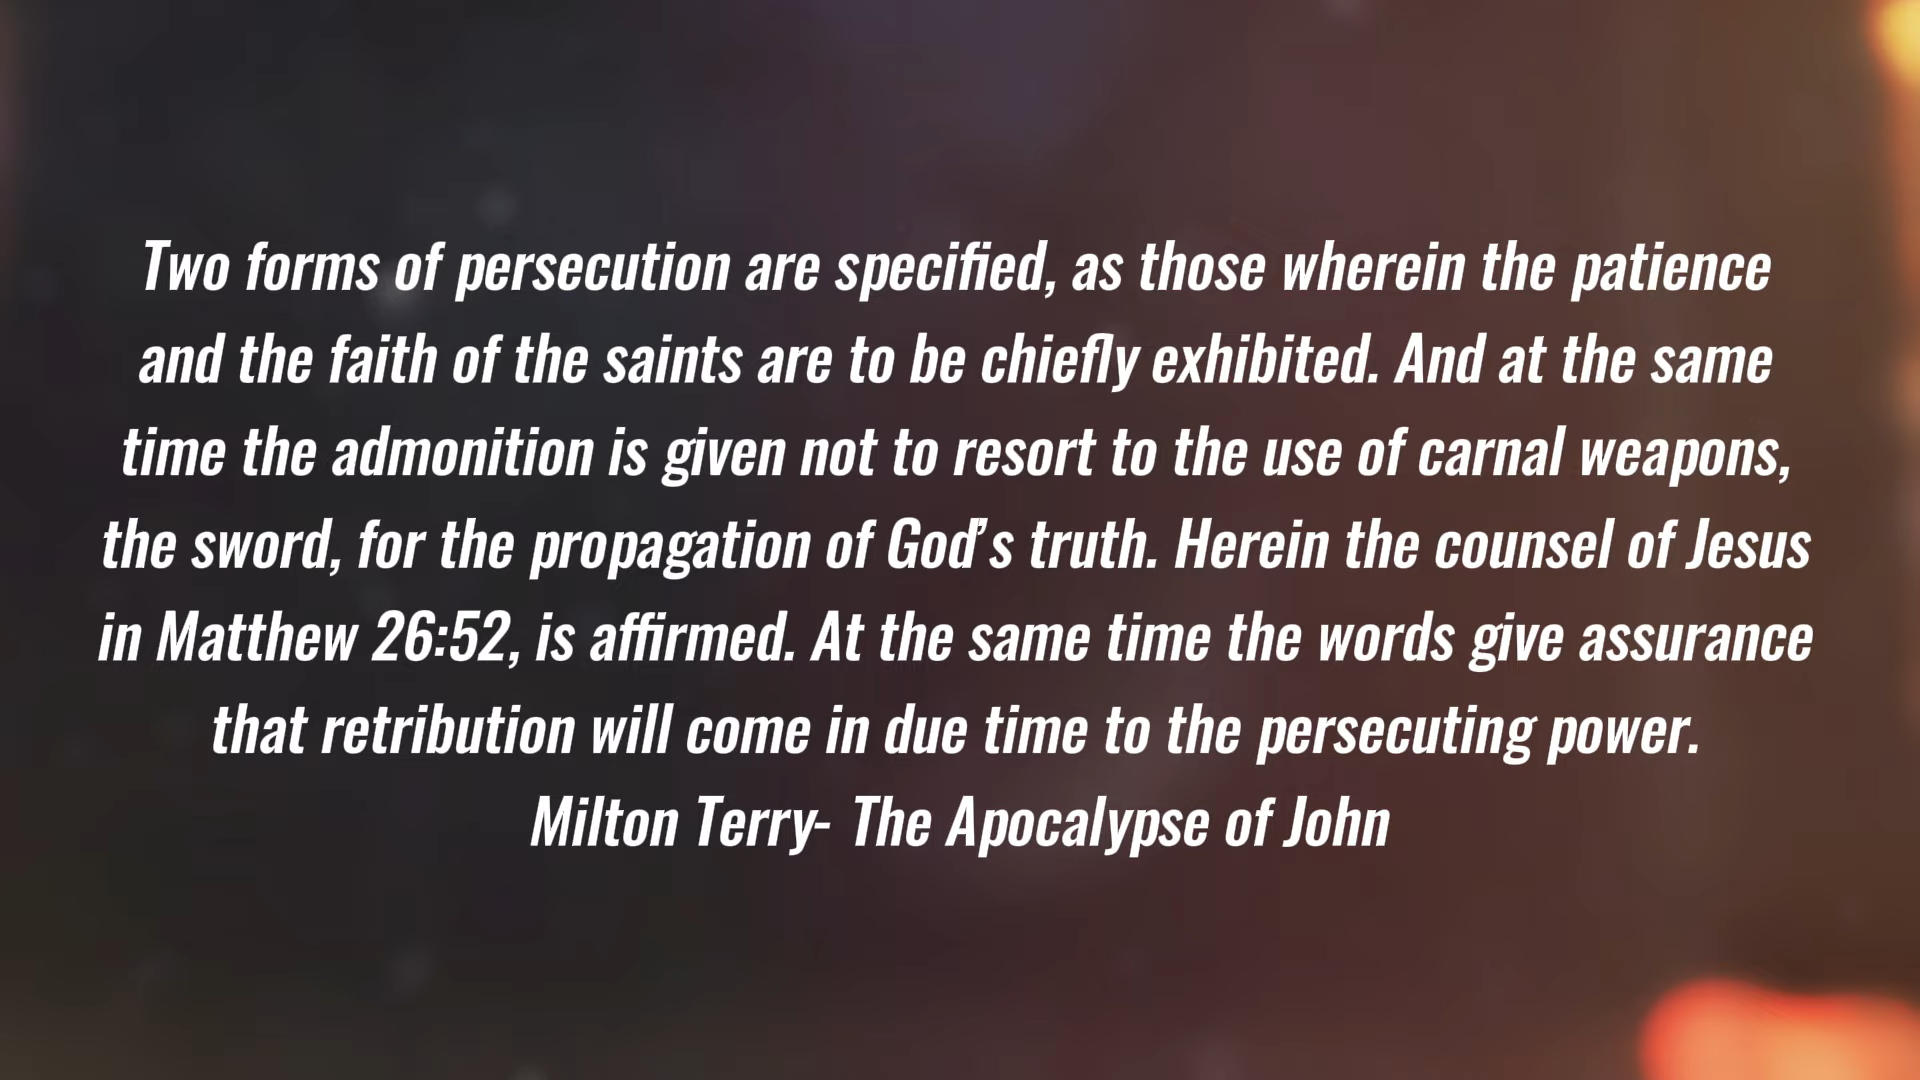 Two forms of persecution are specified, as those wherein the patience
and the faith of the saints are to be chiefly exhibited. And at the same
time the admonition is given not to resort to the use of carnal weapons,
the sword, for the propagation of God’s truth. Herein the counsel of Jesus
in Matthew 26:52, is affirmed. At the same time the words give assurance
that retribution will come in due time to the persecuting power.
Milton Terry- The Apocalypse of John